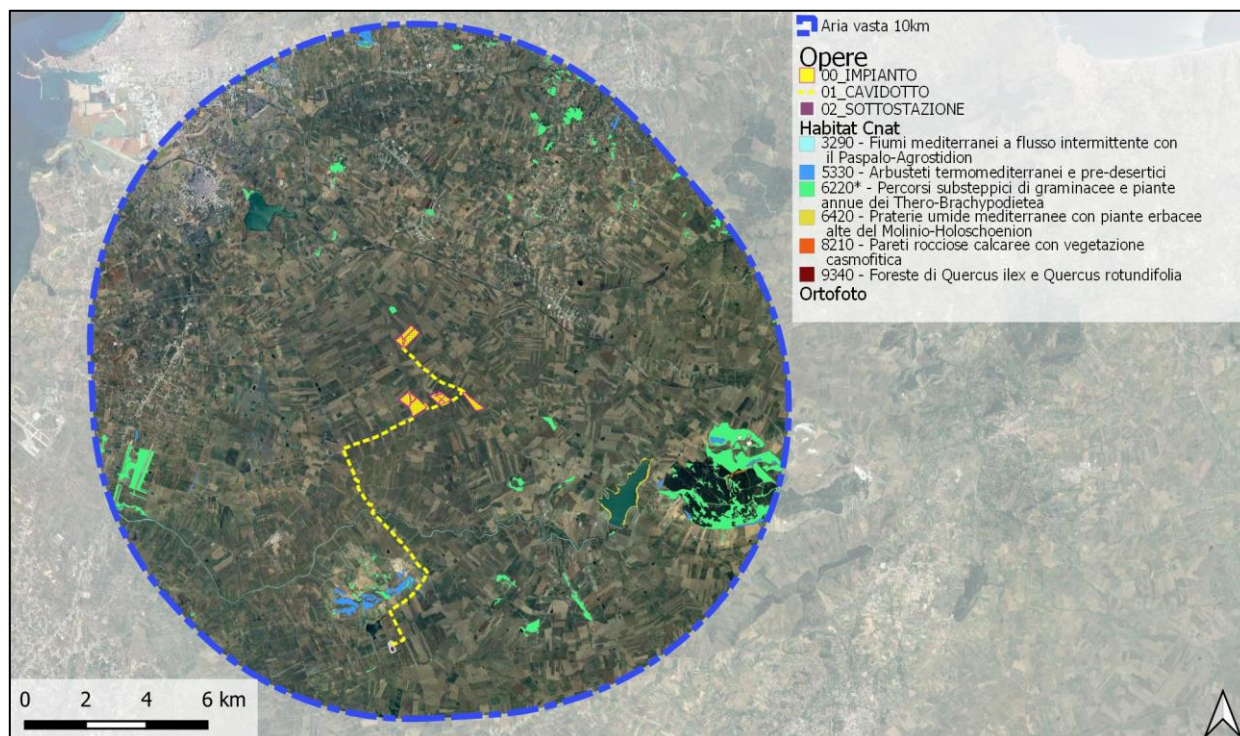 Aria vasta 10km
Opere
00_IMPIANTO
01_CAVIDOTTO
02_SOTTOSTAZIONE
Habitat Cnat
3290 - Fiumi mediterranei a flusso intermittente con
il Paspalo-Agrostidion
5330 - Arbusteti termomediterranei e pre-desertici
6220* - Percorsi substeppici di graminacee e piante
annue dei Thero-Brachypodietea
6420 - Praterie umide mediterranee con piante erbacee
alte del Molinio-Holoschoenion
8210 - Pareti rocciose calcaree con vegetazione
casmofitica
9340 - Foreste di Quercus ilex e Quercus rotundifolia
Ortofoto
0 2 4 6 km